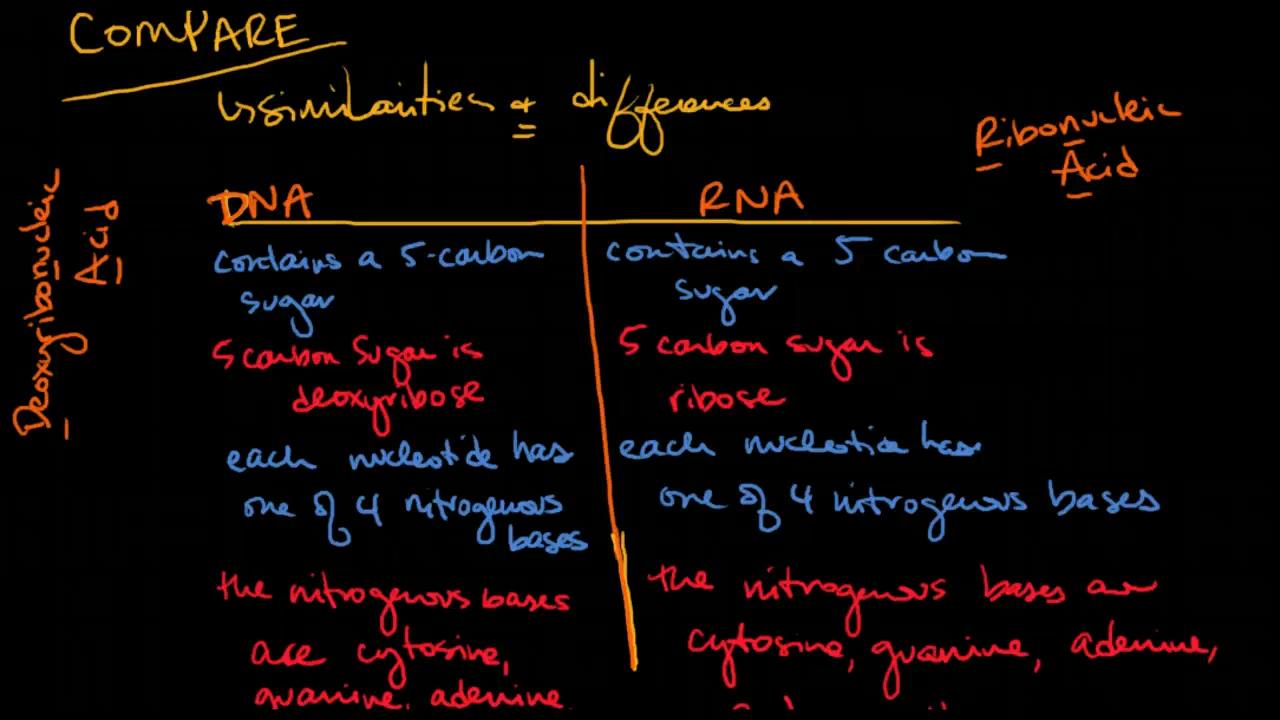 COMPARE
↳ similarities & differences
Ribonucleic
Acid
Deoxyribonucleic
Acid
DNA
RNA
contains a 5-carbon
sugar
contains a 5 carbon
sugar
5 carbon sugar is
deoxyribose
5 carbon sugar is
ribose
each nucleotide has
one of 4 nitrogenous
bases
each nucleotide has
one of 4 nitrogenous bases
the nitrogenous bases
are cytosine,
guanine, adenine
the nitrogenous bases are
cytosine, guanine, adenine,